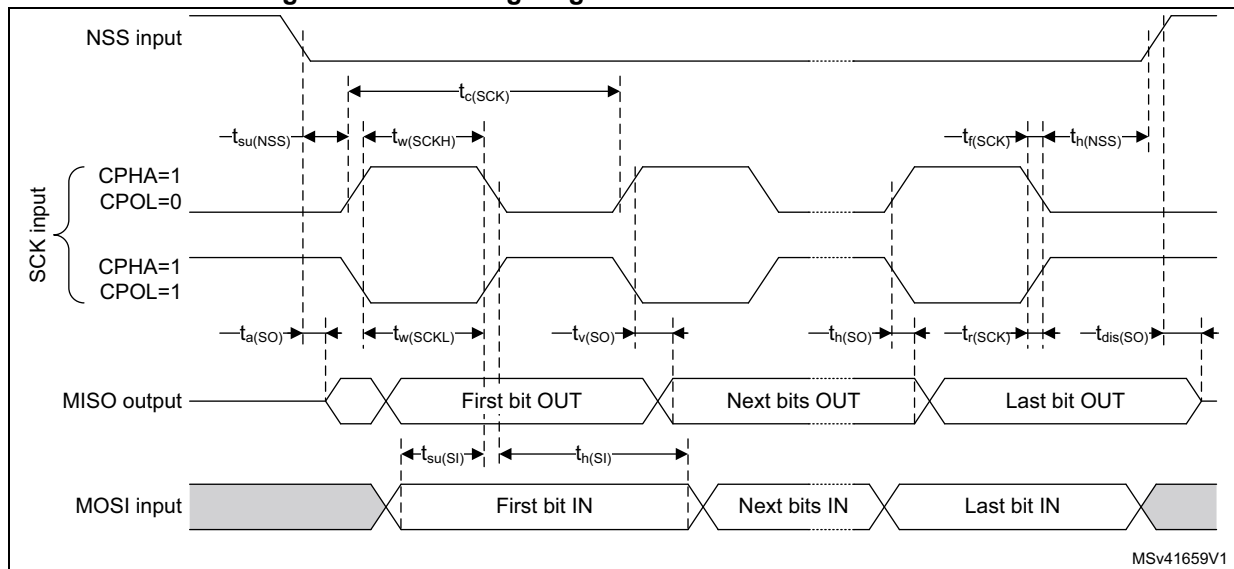 NSS input
tc(SCK)
tsu(NSS)
tw(SCKH)
tf(SCK)
th(NSS)
SCK input
CPHA=1
CPOL=0
CPHA=1
CPOL=1
ta(SO)
tw(SCKL)
tv(SO)
th(SO)
tr(SCK)
tdis(SO)
MISO output
First bit OUT
Next bits OUT
Last bit OUT
tsu(SI)
th(SI)
MOSI input
First bit IN
Next bits IN
Last bit IN
MSv41659V1